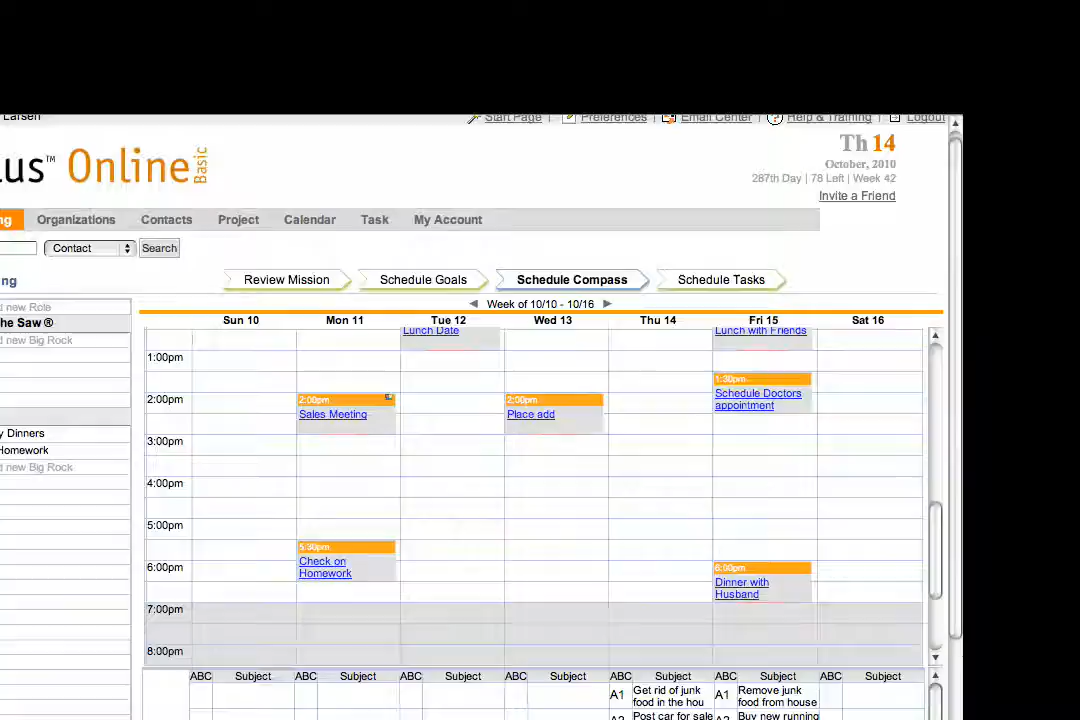 Larsen Start Page | Preferences | Email Center | Help & Training | Logout
Th 14
October, 2010
lus™ Online Basic
287th Day | 78 Left | Week 42
Invite a Friend
ng Organizations Contacts Project Calendar Task My Account
Contact Search
ng Review Mission Schedule Goals Schedule Compass Schedule Tasks
Week of 10/10 - 10/16
d new Role
Sun 10 Mon 11 Tue 12 Wed 13 Thu 14 Fri 15 Sat 16
he Saw ®
Lunch Date Lunch with Friends
d new Big Rock
1:00pm
1:30pm
Schedule Doctors
appointment
2:00pm 2:00pm 2:00pm
Sales Meeting Place add
y Dinners
3:00pm
Homework
d new Big Rock
4:00pm
5:00pm
5:30pm
Check on
Homework
6:00pm 6:00pm
Dinner with
Husband
7:00pm
8:00pm
ABC Subject ABC Subject ABC Subject ABC Subject ABC Subject ABC Subject ABC Subject
A1 Get rid of junk
food in the hou
A1 Remove junk
food from house
Post car for sale
Buy new running